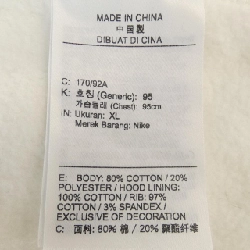 MADE IN CHINA
中国製
DIBUAT DI CINA
C: 170/92A
K: 호칭 (Generic): 95
가슴둘레 (Chest): 95cm
IN: Ukuran: XL
Merek Barang: Nike
E: BODY: 80% COTTON / 20%
POLYESTER / HOOD LINING:
100% COTTON / RIB: 97%
COTTON / 3% SPANDEX /
EXCLUSIVE OF DECORATION
C: 面料: 80% 棉 / 20% 聚酯纤维